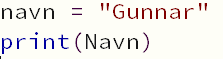 navn = "Gunnar"
print(Navn)